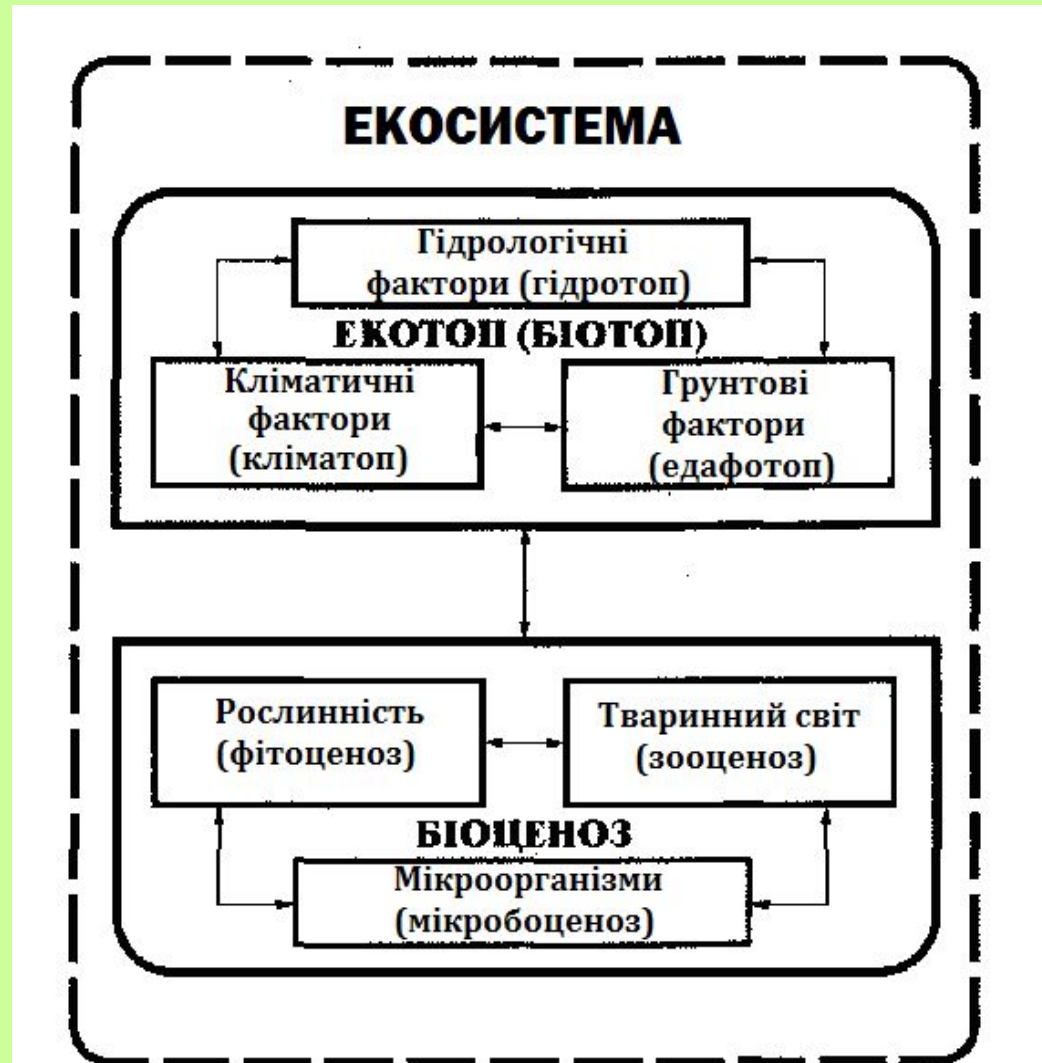 ЕКОСИСТЕМА
Гідрологічні
фактори (гідротоп)
ЕКОТОП (БІОТОП)
Кліматичні
фактори
(кліматоп)
Грунтові
фактори
(едафотоп)
Рослинність
(фітоценоз)
Тваринний світ
(зооценоз)
БІОЦЕНОЗ
Мікроорганізми
(мікробоценоз)